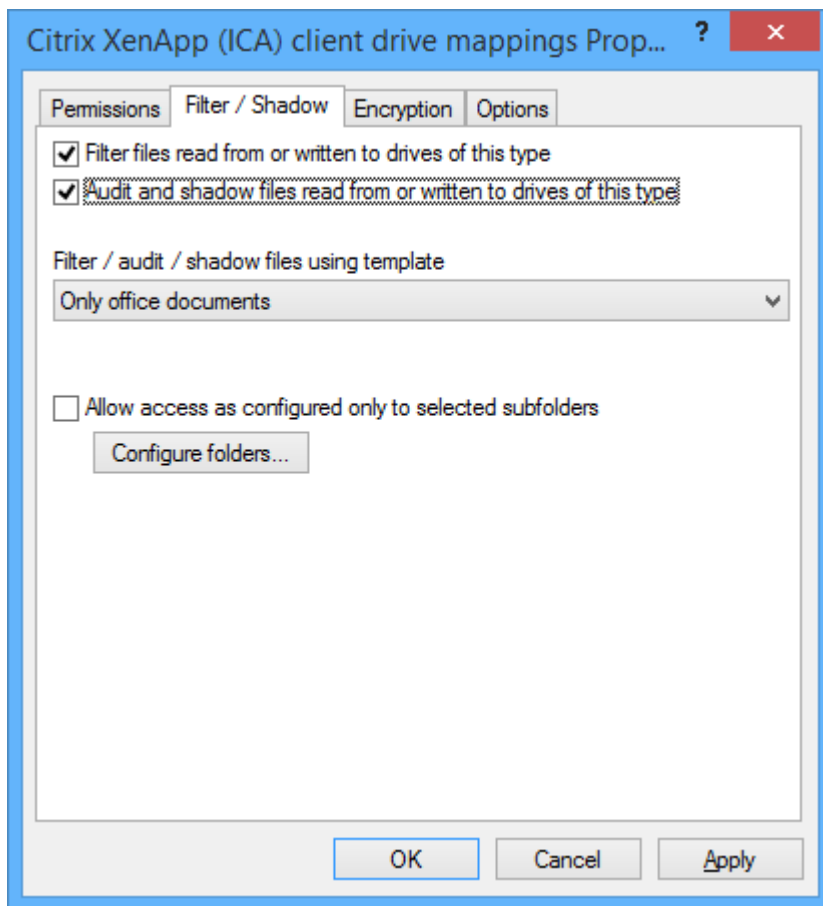 Citrix XenApp (ICA) client drive mappings Prop... ? ×
Permissions Filter / Shadow Encryption Options
Filter files read from or written to drives of this type
Audit and shadow files read from or written to drives of this type
Filter / audit / shadow files using template
Only office documents
Allow access as configured only to selected subfolders
Configure folders...
OK Cancel Apply